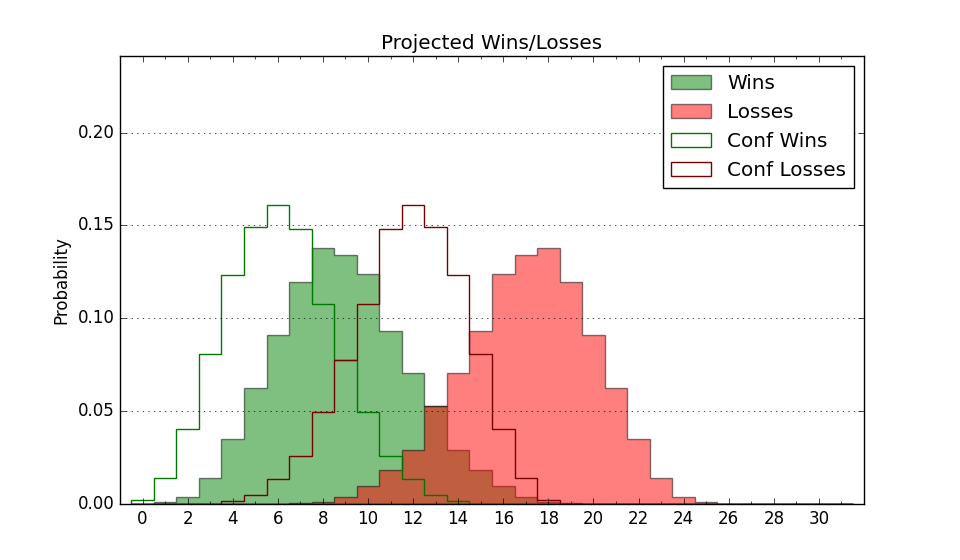 Projected Wins/Losses
Wins
Losses
Conf Wins
Conf Losses
Probability
0.20
0.15
0.10
0.05
0.00
0 2 4 6 8 10 12 14 16 18 20 22 24 26 28 30